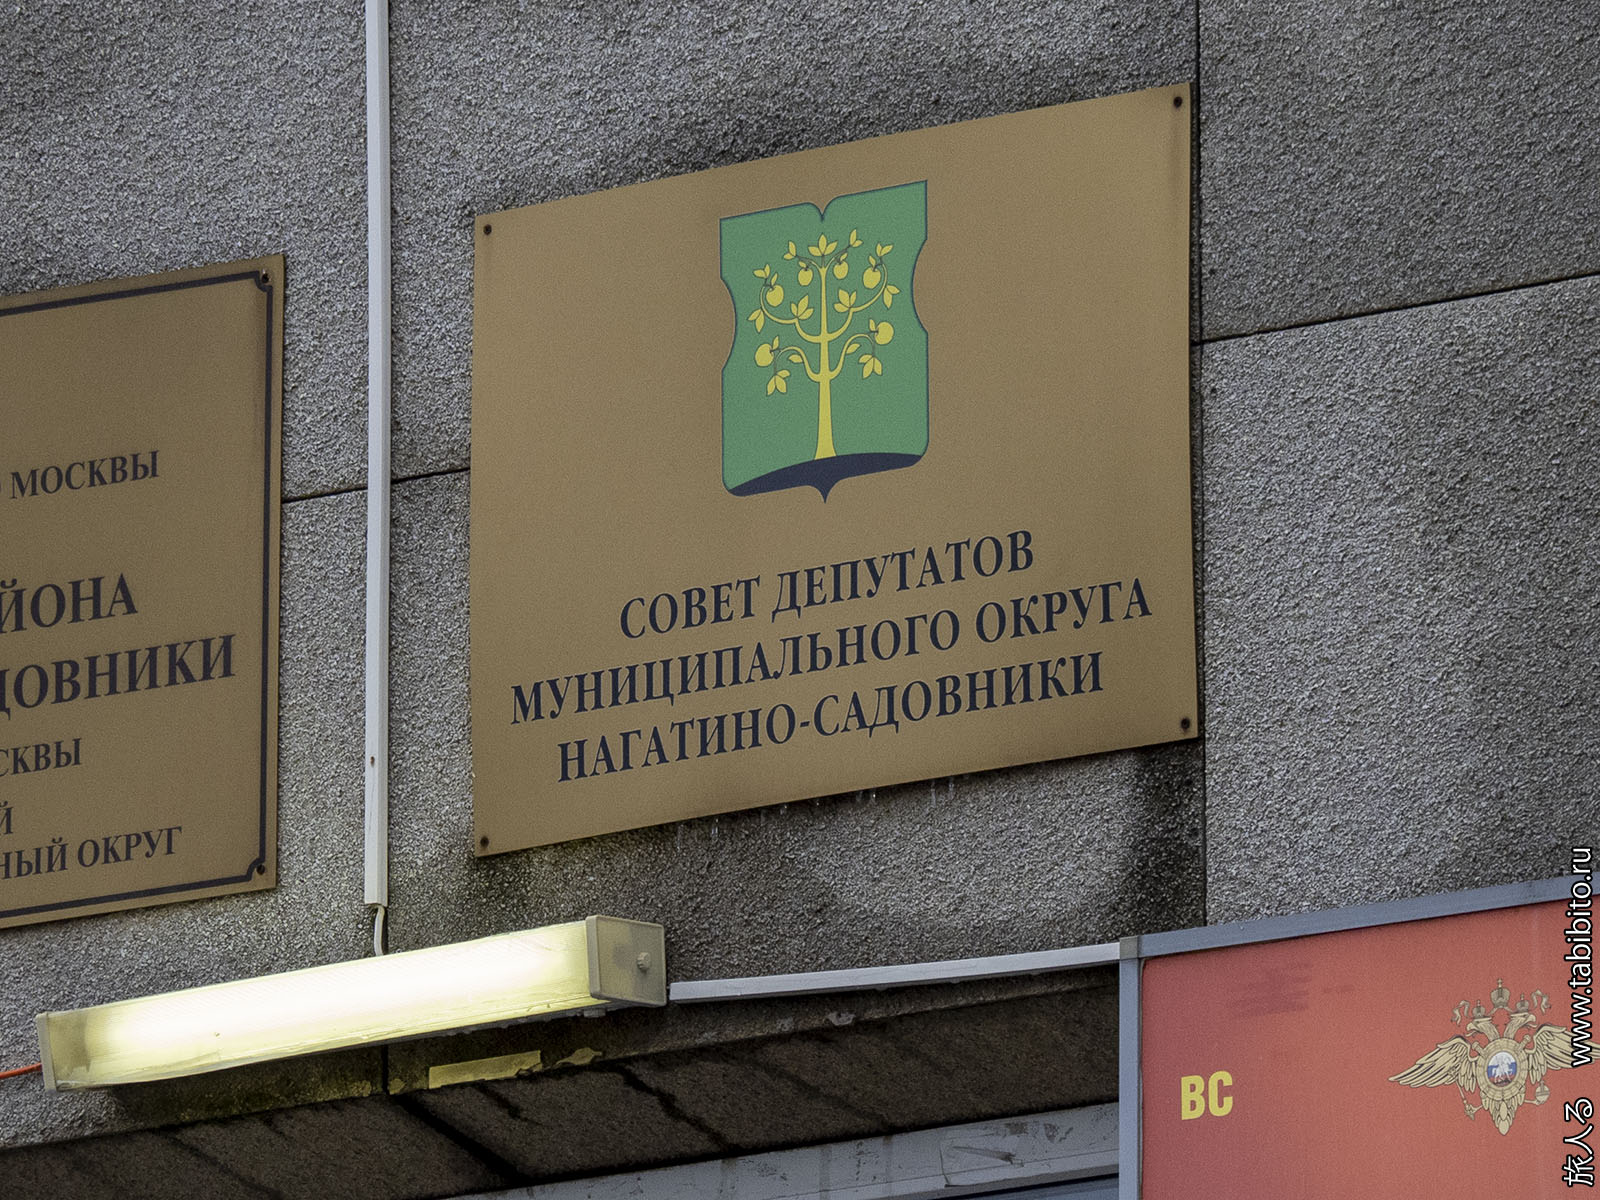 МОСКВЫ
ЙОНА
ДОВНИКИ
СКВЫ
Й
НЫЙ ОКРУГ
СОВЕТ ДЕПУТАТОВ
МУНИЦИПАЛЬНОГО ОКРУГА
НАГАТИНО-САДОВНИКИ
ВС
旅人る www.tabibito.ru